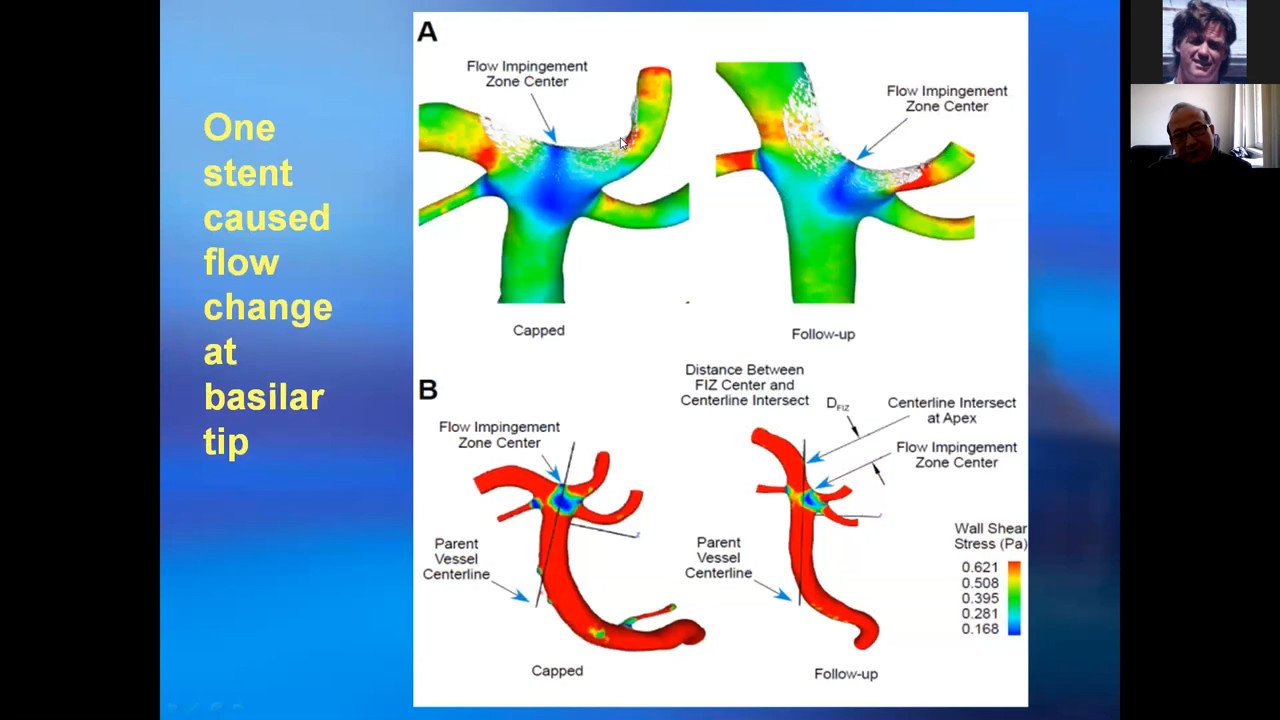 One
stent
caused
flow
change
at
basilar
tip
A
Flow Impingement
Zone Center
Flow Impingement
Zone Center
Capped
Follow-up
B
Distance Between
FIZ Center and
Centerline Intersect
D FIZ
Centerline Intersect
at Apex
Flow Impingement
Zone Center
Flow Impingement
Zone Center
Parent
Vessel
Centerline
Parent
Vessel
Centerline
Wall Shear
Stress (Pa)
0.621
0.508
0.395
0.281
0.168
Capped
Follow-up